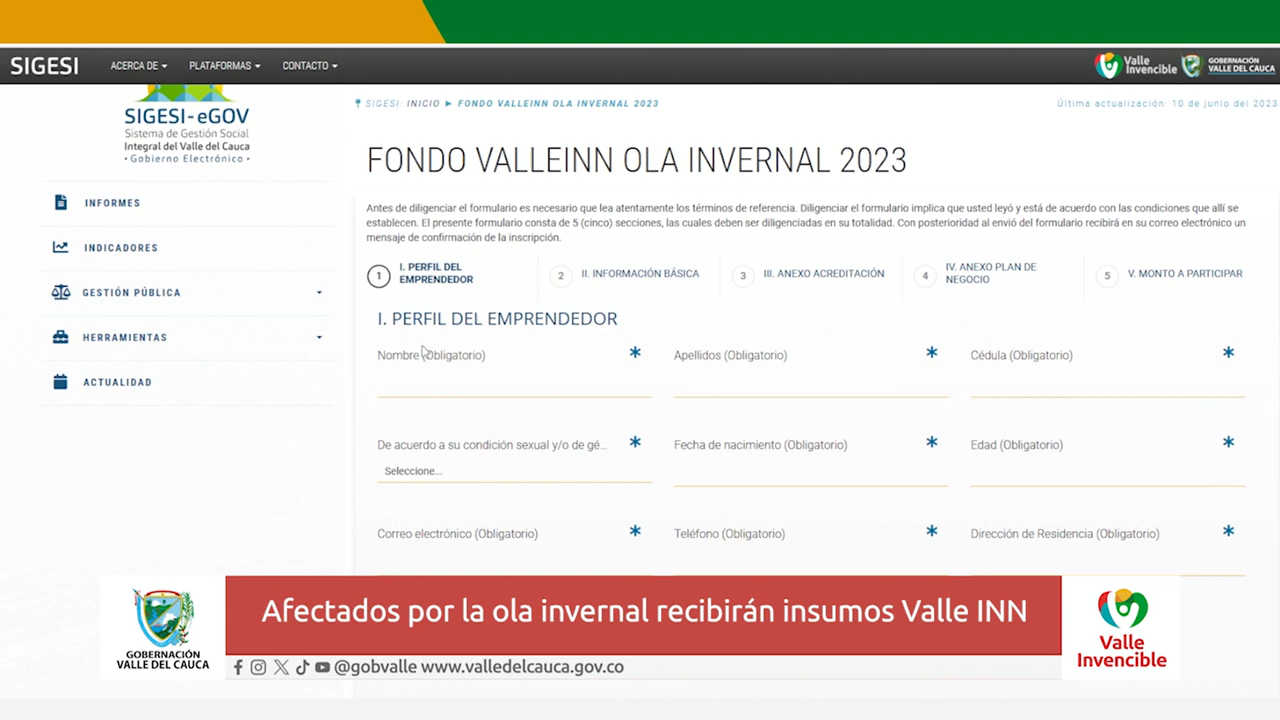 SIGESI
ACERCA DE
PLATAFORMAS
CONTACTO
Valle Invencible
GOBERNACIÓN
VALLE DEL CAUCA
SIGESI-eGOV
Sistema de Gestión Social
Integral del Valle del Cauca
• Gobierno Electrónico •
INFORMES
INDICADORES
GESTIÓN PÚBLICA
HERRAMIENTAS
ACTUALIDAD
SIGESI: INICIO ► FONDO VALLEINN OLA INVERNAL 2023
Última actualización: 10 de junio del 2023
FONDO VALLEINN OLA INVERNAL 2023
Antes de diligenciar el formulario es necesario que lea atentamente los términos de referencia. Diligenciar el formulario implica que usted leyó y está de acuerdo con las condiciones que allí se
establecen. El presente formulario consta de 5 (cinco) secciones, las cuales deben ser diligenciadas en su totalidad. Con posterioridad al envió del formulario recibirá en su correo electrónico un
mensaje de confirmación de la inscripción.
1 I. PERFIL DEL EMPRENDEDOR
2 II. INFORMACIÓN BÁSICA
3 III. ANEXO ACREDITACIÓN
4 IV. ANEXO PLAN DE NEGOCIO
5 V. MONTO A PARTICIPAR
I. PERFIL DEL EMPRENDEDOR
Nombre (Obligatorio) *
Apellidos (Obligatorio) *
Cédula (Obligatorio) *
De acuerdo a su condición sexual y/o de gé... *
Seleccione...
Fecha de nacimiento (Obligatorio) *
Edad (Obligatorio) *
Correo electrónico (Obligatorio) *
Teléfono (Obligatorio) *
Dirección de Residencia (Obligatorio) *
GOBERNACIÓN
VALLE DEL CAUCA
Afectados por la ola invernal recibirán insumos Valle INN
@gobvalle www.valledelcauca.gov.co
Valle
Invencible